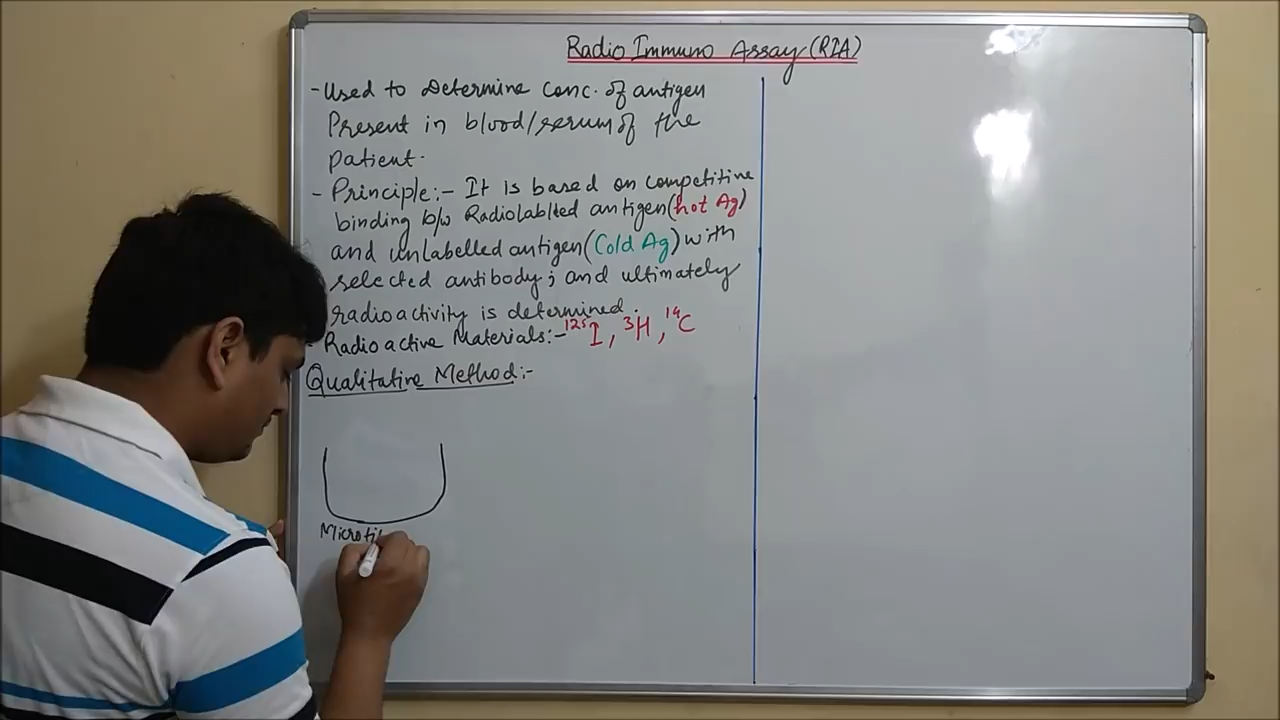 Radio Immuno Assay (RIA)
- Used to Determine Conc. of antigen
Present in blood/serum of the
patient.
- Principle:- It is based on competitive
binding b/w Radiolablled antigen (hot Ag)
and unlabelled antigen (Cold Ag) with
selected antibody; and ultimately
radioactivity is determined.
- Radioactive Materials:- ¹²⁵I, ³H, ¹⁴C
Qualitative Method:-
Microtit